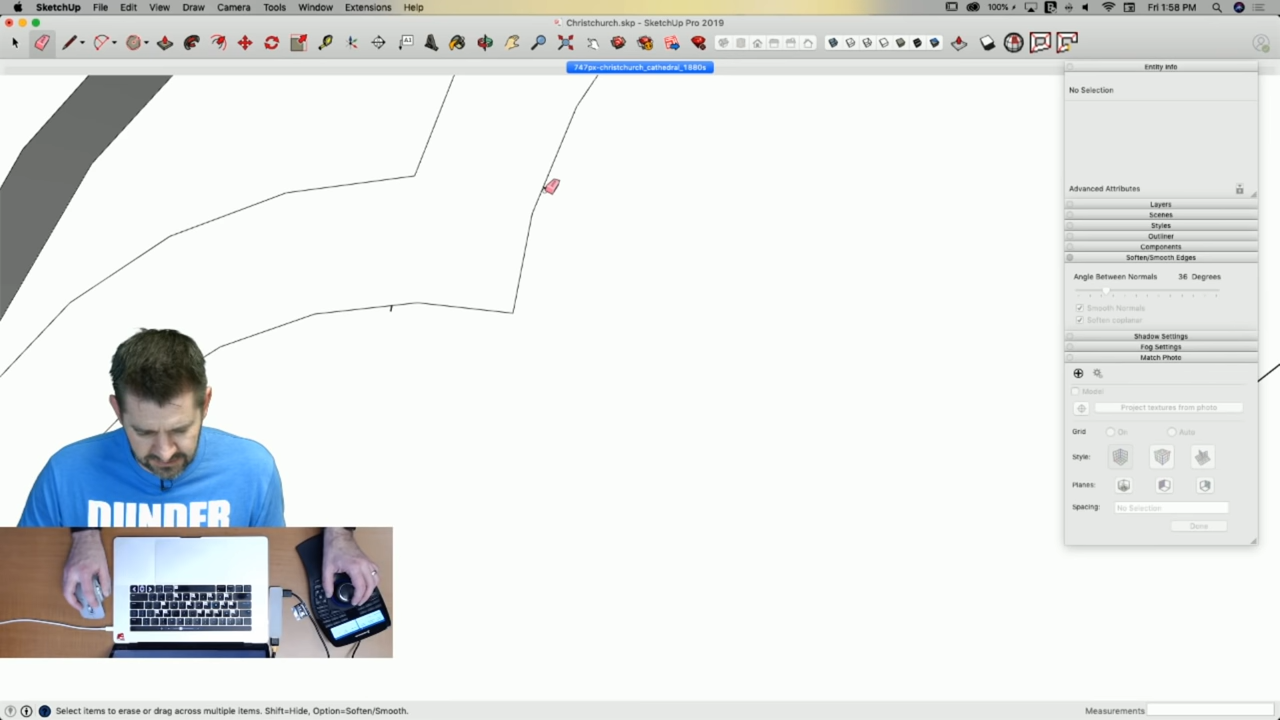 SketchUp File Edit View Draw Camera Tools Window Extensions Help
100% Fri 1:58 PM
Christchurch.skp - SketchUp Pro 2019
747px-christchurch_cathedral_1880s
Entity Info
No Selection
Advanced Attributes
Layers
Scenes
Styles
Outliner
Components
Soften/Smooth Edges
Angle Between Normals 36 Degrees
Smooth Normals
Soften coplanar
Shadow Settings
Fog Settings
Match Photo
Model
Project textures from photo
Grid On Auto
Style:
Planes:
Spacing: No Selection
Done
DUNDER
Select items to erase or drag across multiple items. Shift=Hide, Option=Soften/Smooth.
Measurements